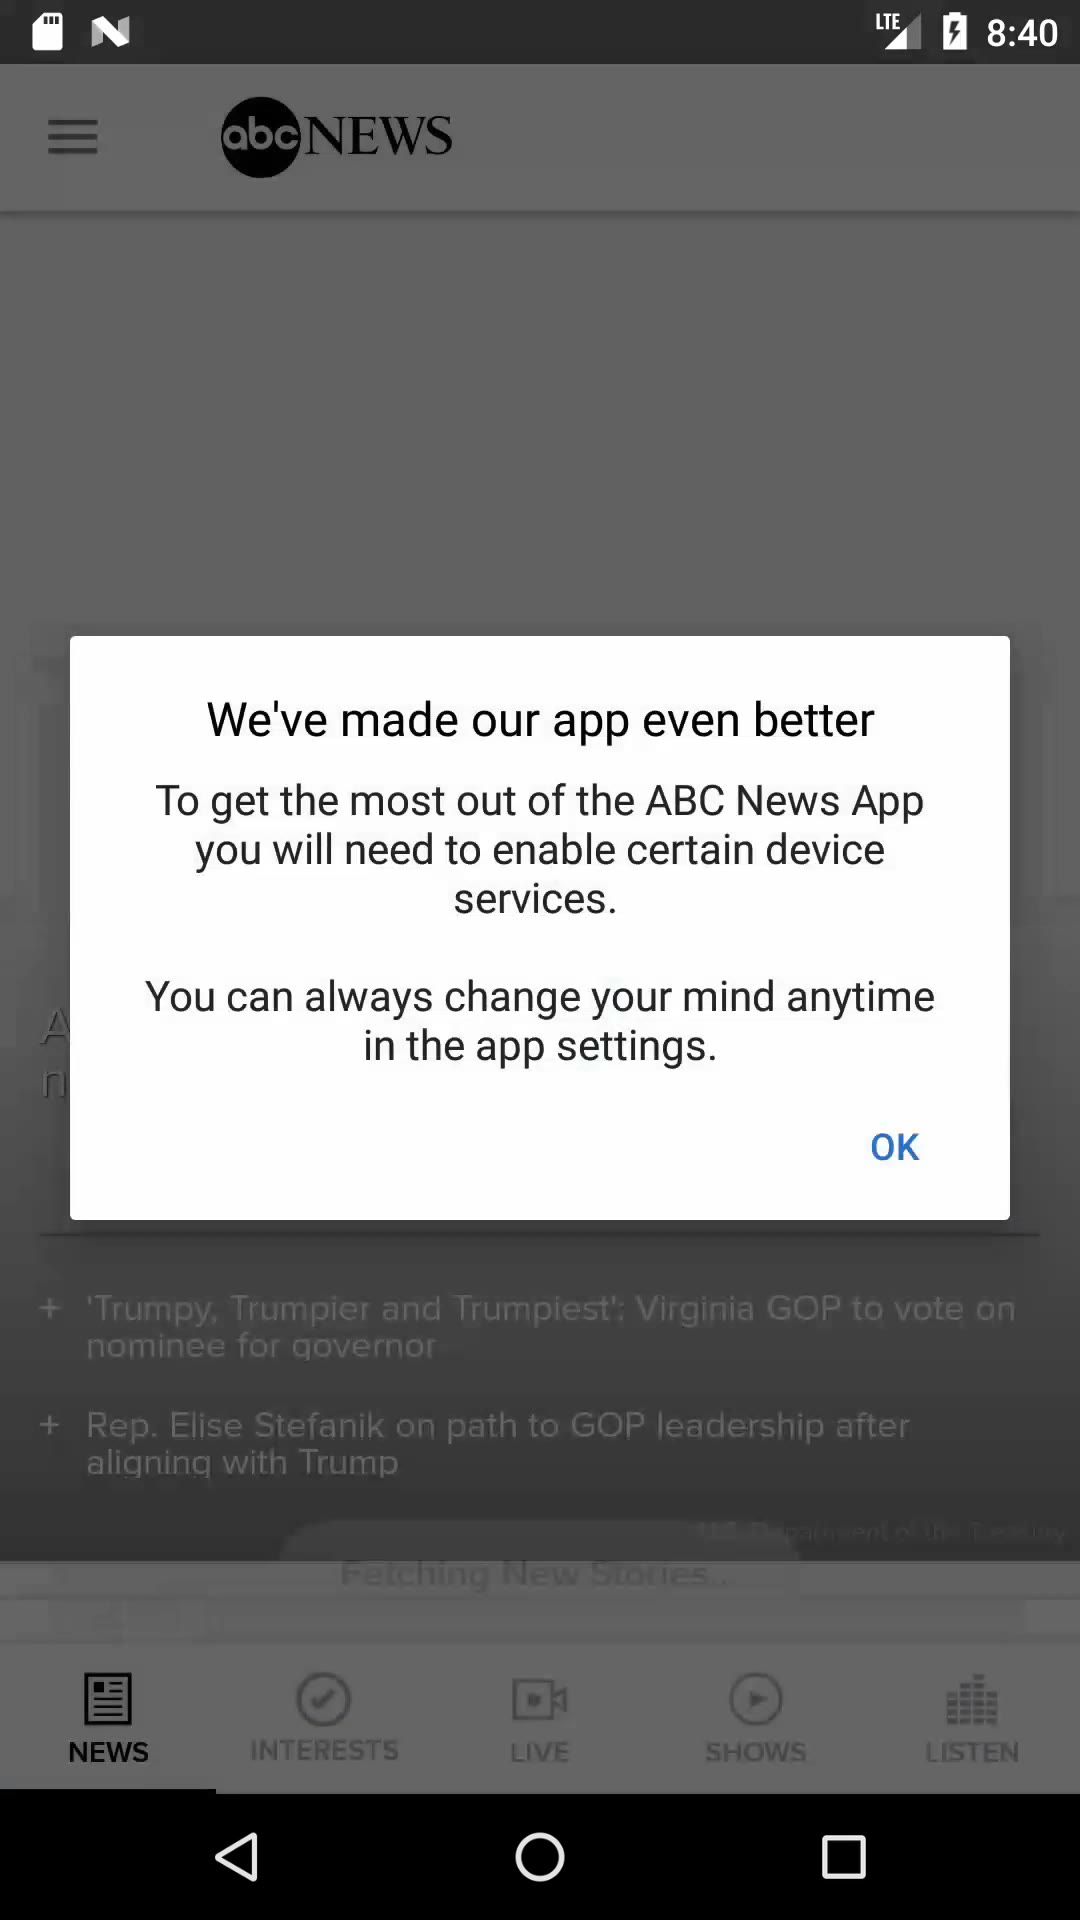 LTE 8:40
abc NEWS
We've made our app even better
To get the most out of the ABC News App
you will need to enable certain device
services.
You can always change your mind anytime
in the app settings.
OK
+ 'Trumpy, Trumpier and Trumpiest': Virginia GOP to vote on
nominee for governor
+ Rep. Elise Stefanik on path to GOP leadership after
aligning with Trump
U.S. Department of the Treasury
Fetching New Stories...
NEWS INTERESTS LIVE SHOWS LISTEN